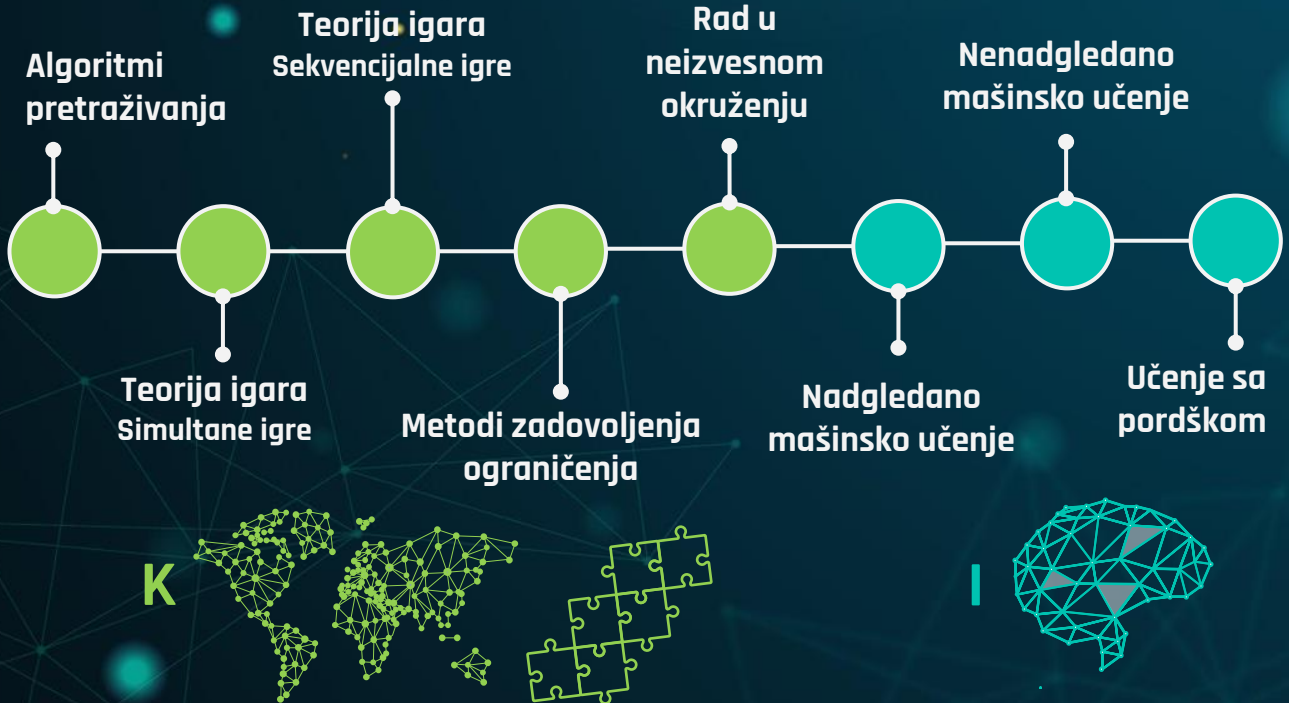 Algoritmi
pretraživanja
Teorija igara
Simultane igre
Teorija igara
Sekvencijalne igre
Metodi zadovoljenja
ograničenja
Rad u
neizvesnom
okruženju
Nadgledano
mašinsko učenje
Nenadgledano
mašinsko učenje
Učenje sa
pordškom
K
I